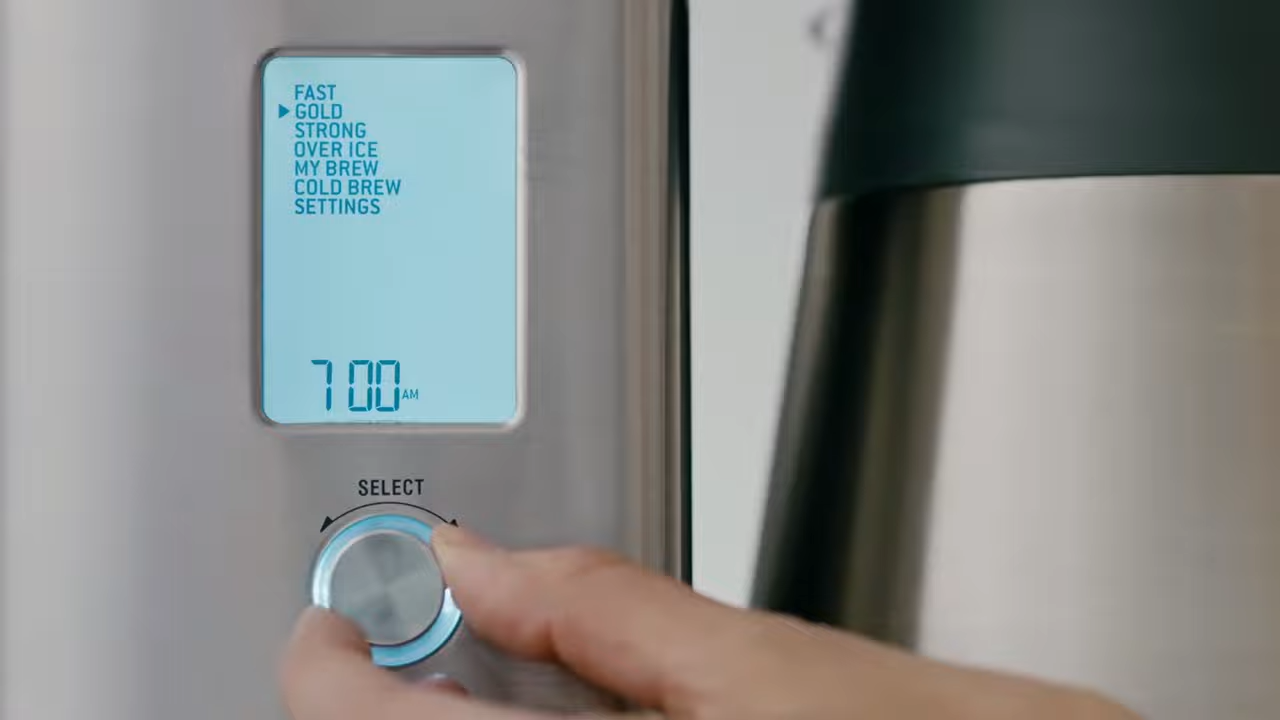 FAST
GOLD
STRONG
OVER ICE
MY BREW
COLD BREW
SETTINGS
7 00 AM
SELECT